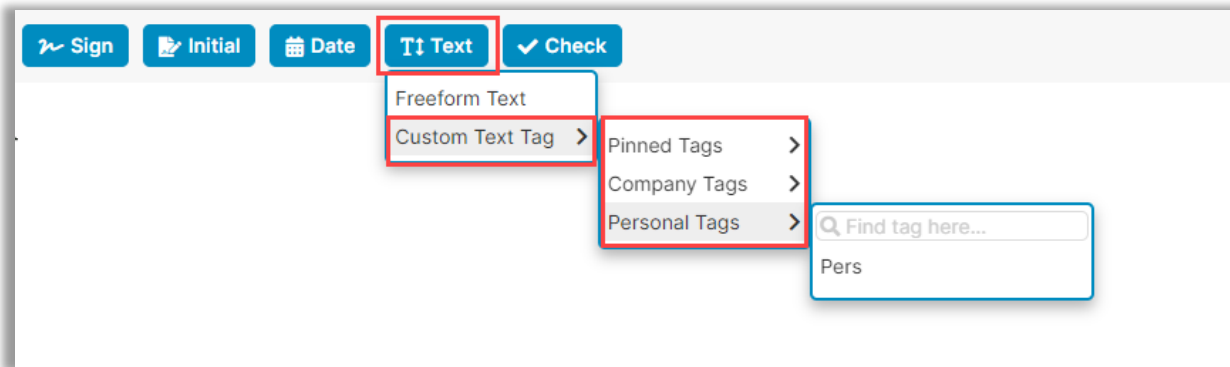 Sign Initial Date Text Check
Freeform Text
Custom Text Tag
Pinned Tags
Company Tags
Personal Tags
Find tag here...
Pers